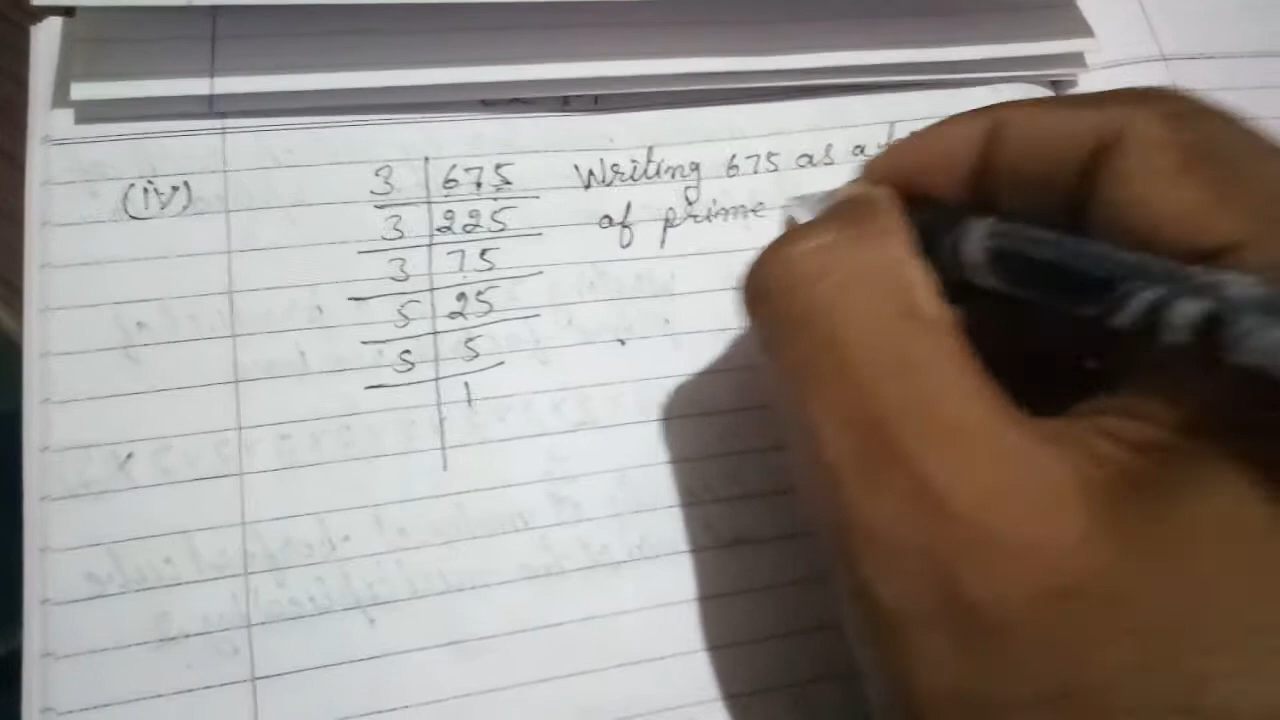 (iv) 3 | 675 Writing 675 as a
3 | 225 of prime
3 | 75
5 | 25
5 | 5
1